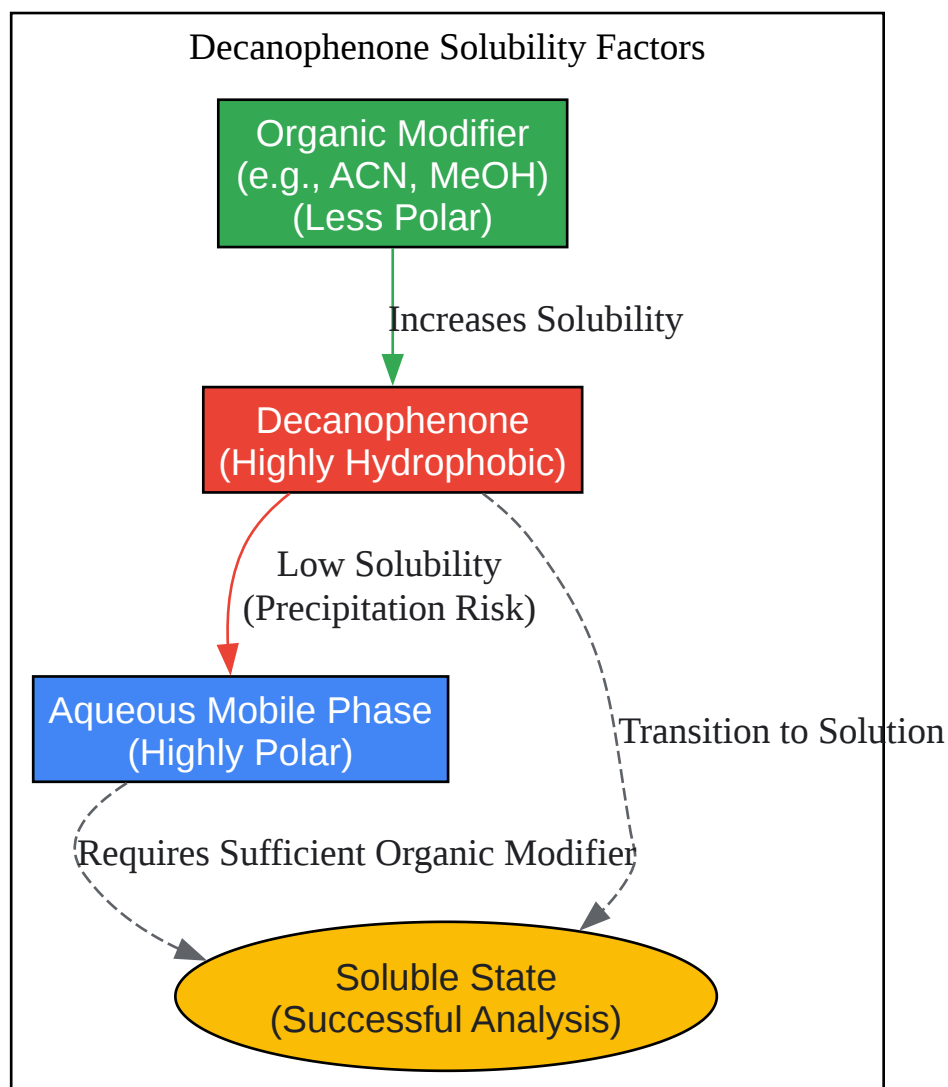 Decanophenone Solubility Factors
Organic Modifier
(e.g., ACN, MeOH)
(Less Polar)
Increases Solubility
Decanophenone
(Highly Hydrophobic)
Low Solubility
(Precipitation Risk)
Aqueous Mobile Phase
(Highly Polar)
Transition to Solution
Requires Sufficient Organic Modifier
Soluble State
(Successful Analysis)